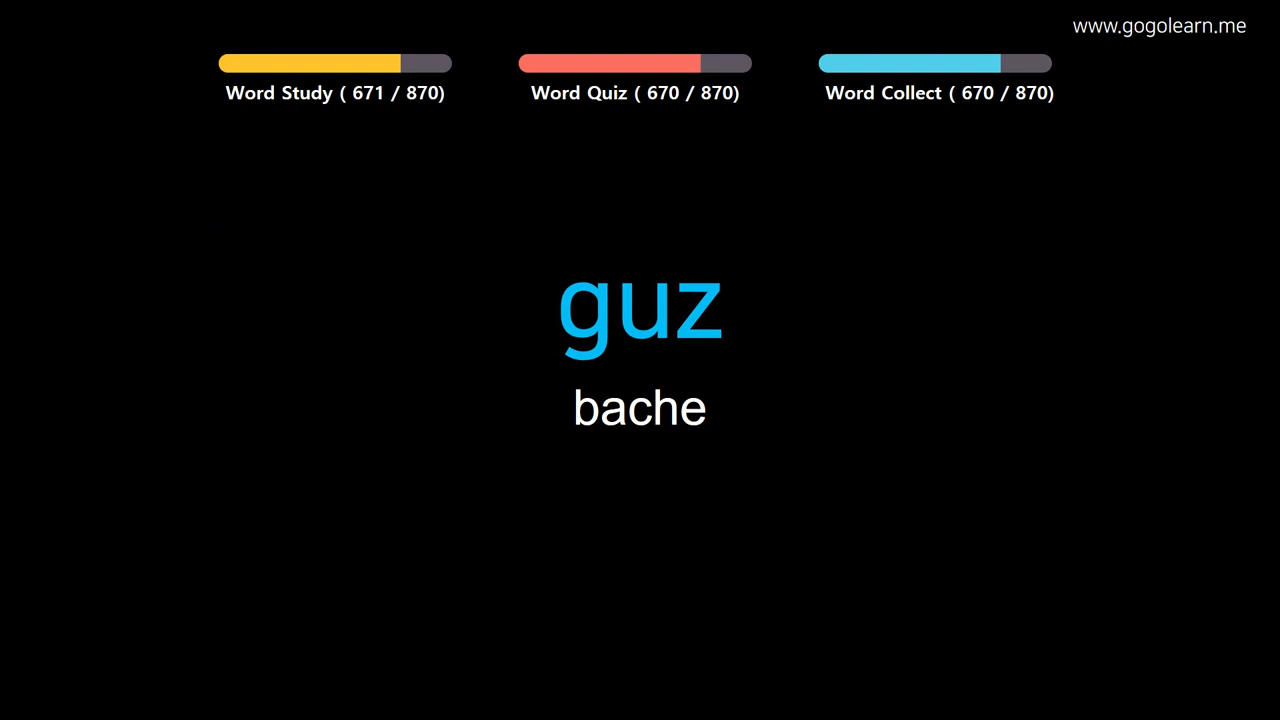 www.gogolearn.me
Word Study ( 671 / 870)
Word Quiz ( 670 / 870)
Word Collect ( 670 / 870)
guz
bache